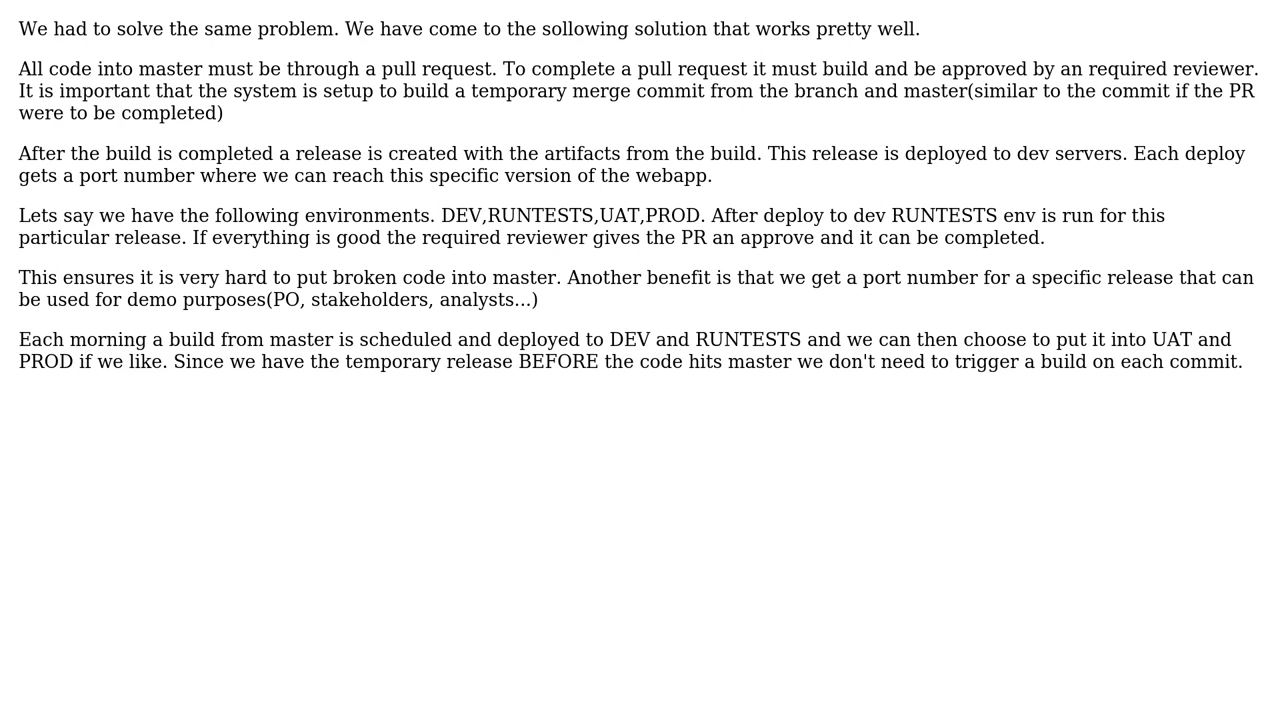 We had to solve the same problem. We have come to the sollowing solution that works pretty well.
All code into master must be through a pull request. To complete a pull request it must build and be approved by an required reviewer.
It is important that the system is setup to build a temporary merge commit from the branch and master(similar to the commit if the PR
were to be completed)
After the build is completed a release is created with the artifacts from the build. This release is deployed to dev servers. Each deploy
gets a port number where we can reach this specific version of the webapp.
Lets say we have the following environments. DEV,RUNTESTS,UAT,PROD. After deploy to dev RUNTESTS env is run for this
particular release. If everything is good the required reviewer gives the PR an approve and it can be completed.
This ensures it is very hard to put broken code into master. Another benefit is that we get a port number for a specific release that can
be used for demo purposes(PO, stakeholders, analysts...)
Each morning a build from master is scheduled and deployed to DEV and RUNTESTS and we can then choose to put it into UAT and
PROD if we like. Since we have the temporary release BEFORE the code hits master we don't need to trigger a build on each commit.